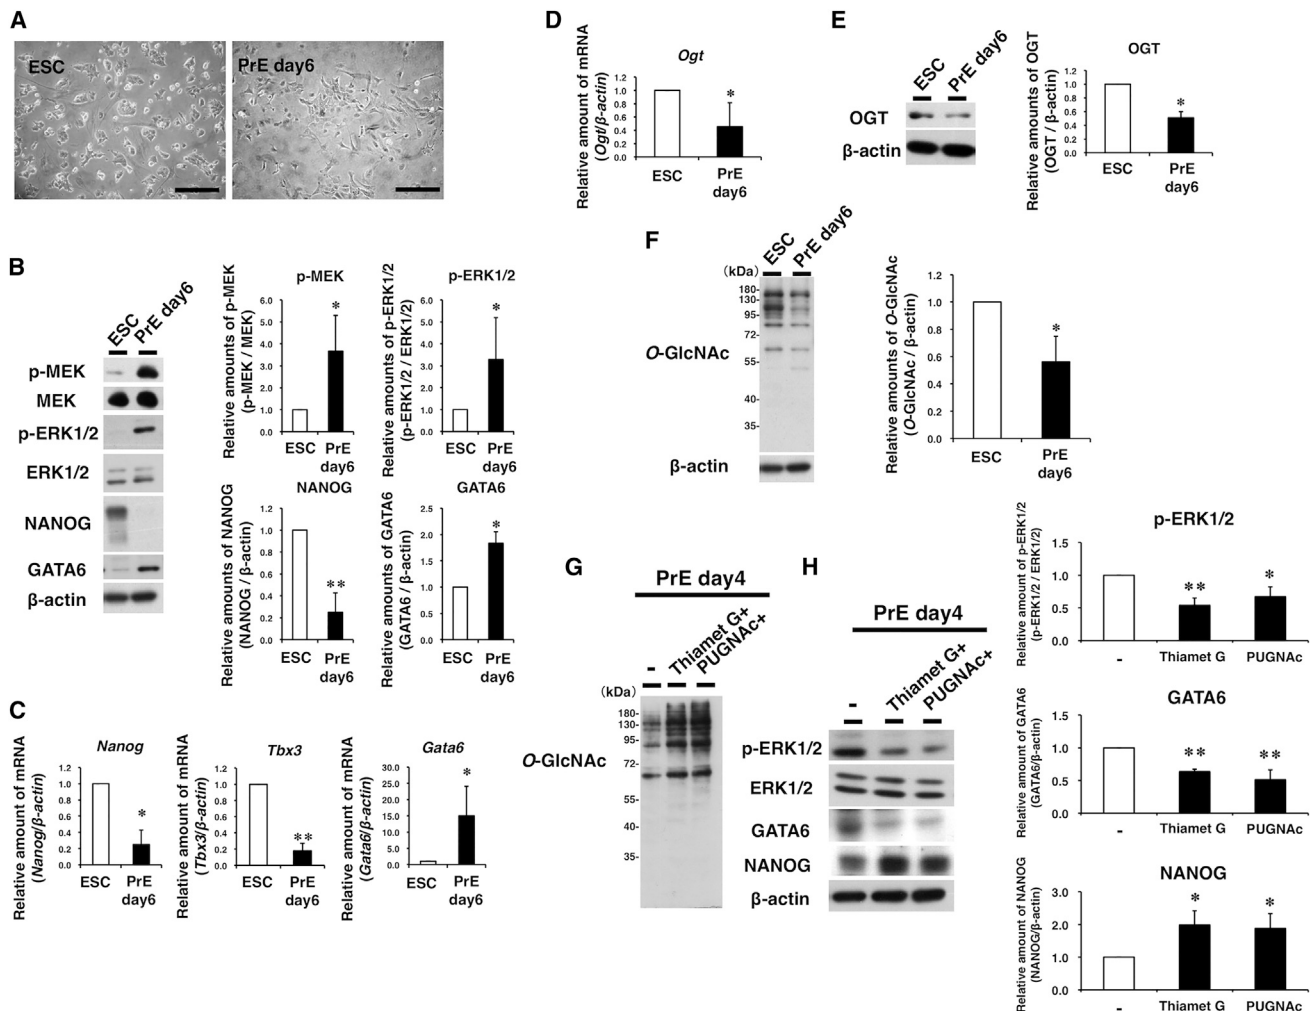 A
ESC
PrE day6
B
ESC
PrE day6
p-MEK
MEK
p-ERK1/2
ERK1/2
NANOG
GATA6
β-actin
p-MEK
Relative amounts of p-MEK
(p-MEK / MEK)
6.0
5.0
4.0
3.0
2.0
1.0
0.0
*
ESC
PrE
day6
p-ERK1/2
Relative amounts of p-ERK1/2
(p-ERK1/2 / ERK1/2)
6.0
5.0
4.0
3.0
2.0
1.0
0.0
*
ESC
PrE
day6
NANOG
Relative amounts of NANOG
(NANOG / β-actin)
1.2
1.0
0.8
0.6
0.4
0.2
0.0
**
ESC
PrE
day6
GATA6
Relative amounts of GATA6
(GATA6 / β-actin)
2.5
2.0
1.5
1.0
0.5
0.0
*
ESC
PrE
day6
C
Nanog
Relative amount of mRNA
(Nanog/β-actin)
1.2
1.0
0.8
0.6
0.4
0.2
0.0
*
ESC
PrE
day6
Tbx3
Relative amount of mRNA
(Tbx3/β-actin)
1.2
1.0
0.8
0.6
0.4
0.2
0.0
**
ESC
PrE
day6
Gata6
Relative amount of mRNA
(Gata6/β-actin)
30.0
25.0
20.0
15.0
10.0
5.0
0.0
*
ESC
PrE
day6
D
Ogt
Relative amount of mRNA
(Ogt/β-actin)
1.2
1.0
0.8
0.6
0.4
0.2
0.0
*
ESC
PrE
day6
E
ESC
PrE day6
OGT
β-actin
OGT
Relative amounts of OGT
(OGT / β-actin)
1.2
1.0
0.8
0.6
0.4
0.2
0.0
*
ESC
PrE
day6
F
ESC
PrE day6
(kDa)
180-
130-
95-
72-
55-
40-
35-
O-GlcNAc
β-actin
Relative amounts of O-GlcNAc
(O-GlcNAc / β-actin)
1.2
1.0
0.8
0.6
0.4
0.2
0.0
*
ESC
PrE
day6
G
PrE day4
-
Thiamet G+
PUGNAc+
(kDa)
180-
130-
95-
72-
55-
40-
35-
O-GlcNAc
H
PrE day4
-
Thiamet G+
PUGNAc+
p-ERK1/2
ERK1/2
GATA6
NANOG
β-actin
p-ERK1/2
Relative amount of p-ERK1/2
(p-ERK1/2 / ERK1/2)
1.5
1.0
0.5
0.0
**
*
-
Thiamet G
PUGNAc
GATA6
Relative amount of GATA6
(GATA6/β-actin)
1.5
1.0
0.5
0.0
**
**
-
Thiamet G
PUGNAc
NANOG
Relative amount of NANOG
(NANOG/β-actin)
3.0
2.0
1.0
0.0
*
*
-
Thiamet G
PUGNAc